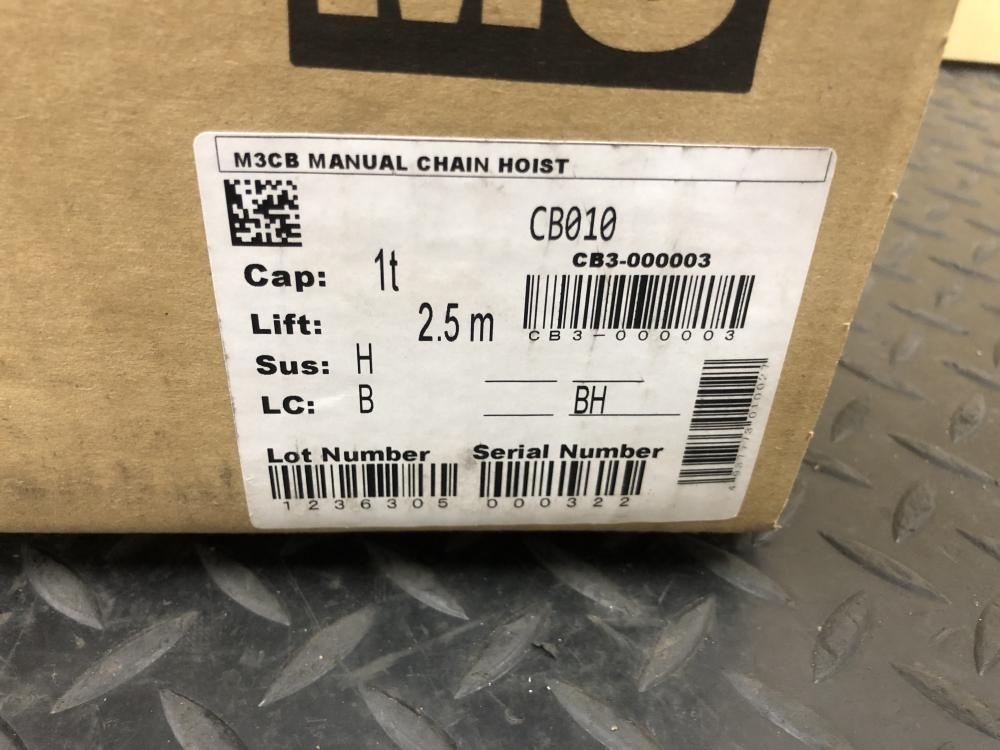 M3CB MANUAL CHAIN HOIST
CB010
CB3-000003
CB3-000003
Cap: 1t
Lift: 2.5 m
Sus: H
LC: B
BH
Lot Number
1236305
Serial Number
000322